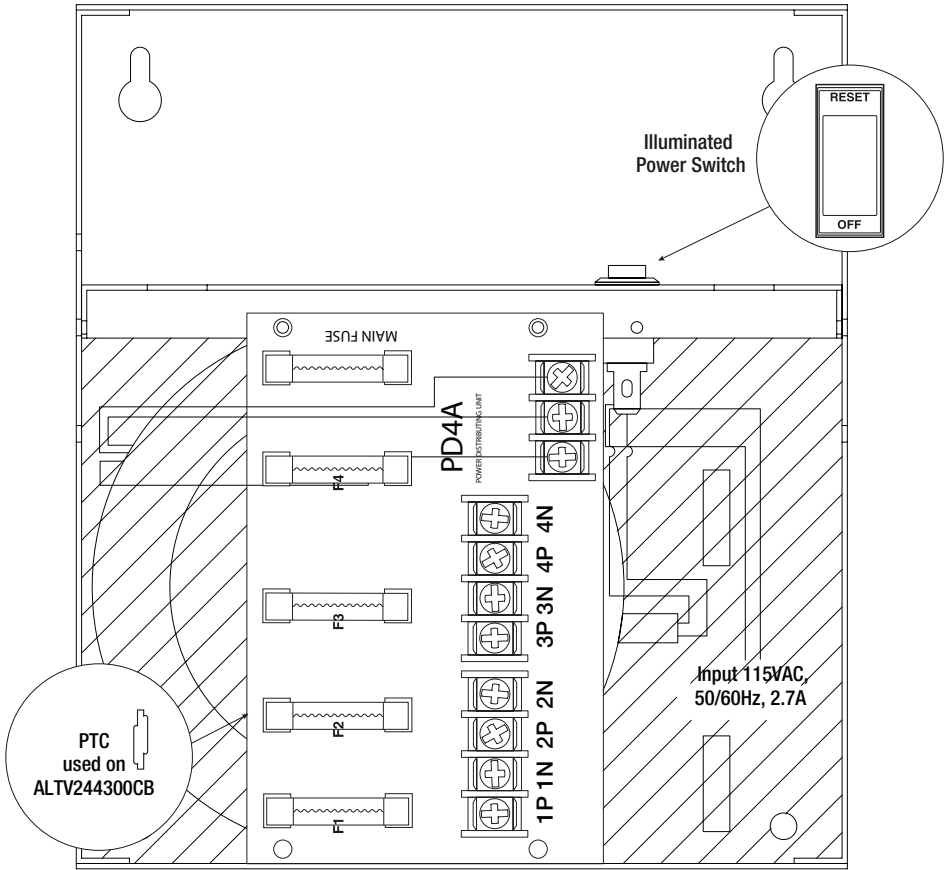 RESET
Illuminated
Power Switch
OFF
MAIN FUSE
PD4A
POWER DISTRIBUTING UNIT
F4
4N
4P
3N
3P
F3
Input 115VAC,
50/60Hz, 2.7A
2N
2P
F2
PTC
used on
ALTV244300CB
1N
1P
F1